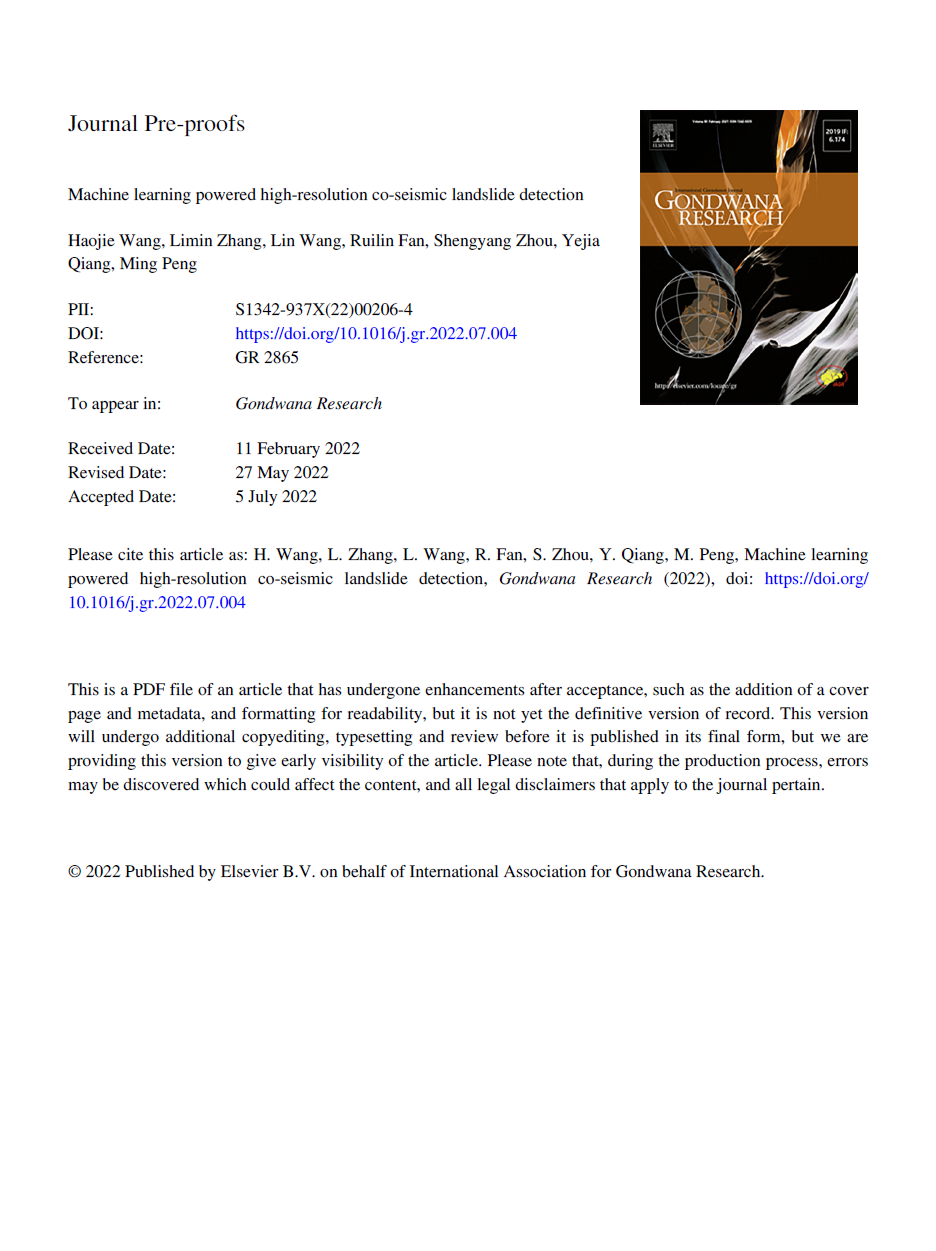 Journal Pre-proofs
Machine learning powered high-resolution co-seismic landslide detection
Haojie Wang, Limin Zhang, Lin Wang, Ruilin Fan, Shengyang Zhou, Yejia
Qiang, Ming Peng
PII: S1342-937X(22)00206-4
DOI: https://doi.org/10.1016/j.gr.2022.07.004
Reference: GR 2865
To appear in: Gondwana Research
Received Date: 11 February 2022
Revised Date: 27 May 2022
Accepted Date: 5 July 2022
ELSEVIER
2019 IF:
6.174
GONDWANA
RESEARCH
Please cite this article as: H. Wang, L. Zhang, L. Wang, R. Fan, S. Zhou, Y. Qiang, M. Peng, Machine learning
powered high-resolution co-seismic landslide detection, Gondwana Research (2022), doi: https://doi.org/
10.1016/j.gr.2022.07.004
This is a PDF file of an article that has undergone enhancements after acceptance, such as the addition of a cover
page and metadata, and formatting for readability, but it is not yet the definitive version of record. This version
will undergo additional copyediting, typesetting and review before it is published in its final form, but we are
providing this version to give early visibility of the article. Please note that, during the production process, errors
may be discovered which could affect the content, and all legal disclaimers that apply to the journal pertain.
© 2022 Published by Elsevier B.V. on behalf of International Association for Gondwana Research.